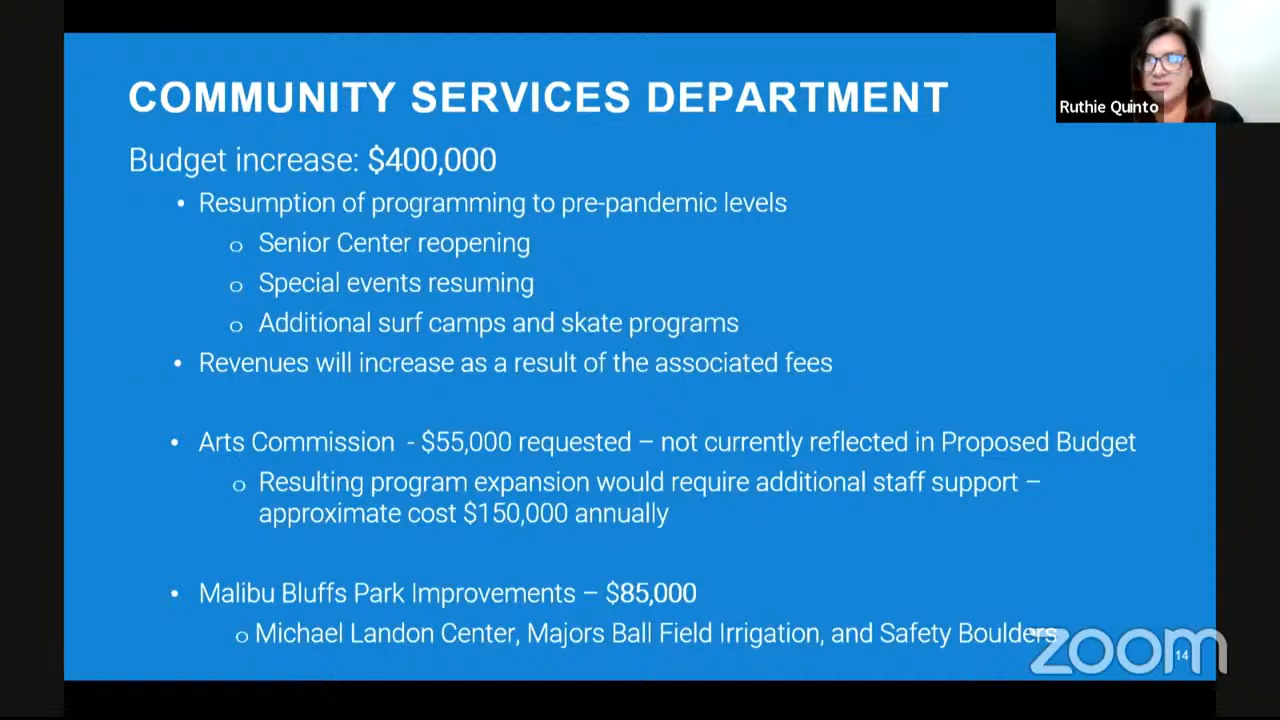 COMMUNITY SERVICES DEPARTMENT
Ruthie Quinto
Budget increase: $400,000
• Resumption of programming to pre-pandemic levels
o Senior Center reopening
o Special events resuming
o Additional surf camps and skate programs
• Revenues will increase as a result of the associated fees
• Arts Commission - $55,000 requested – not currently reflected in Proposed Budget
o Resulting program expansion would require additional staff support –
approximate cost $150,000 annually
• Malibu Bluffs Park Improvements – $85,000
o Michael Landon Center, Majors Ball Field Irrigation, and Safety Boulders
zoom
14